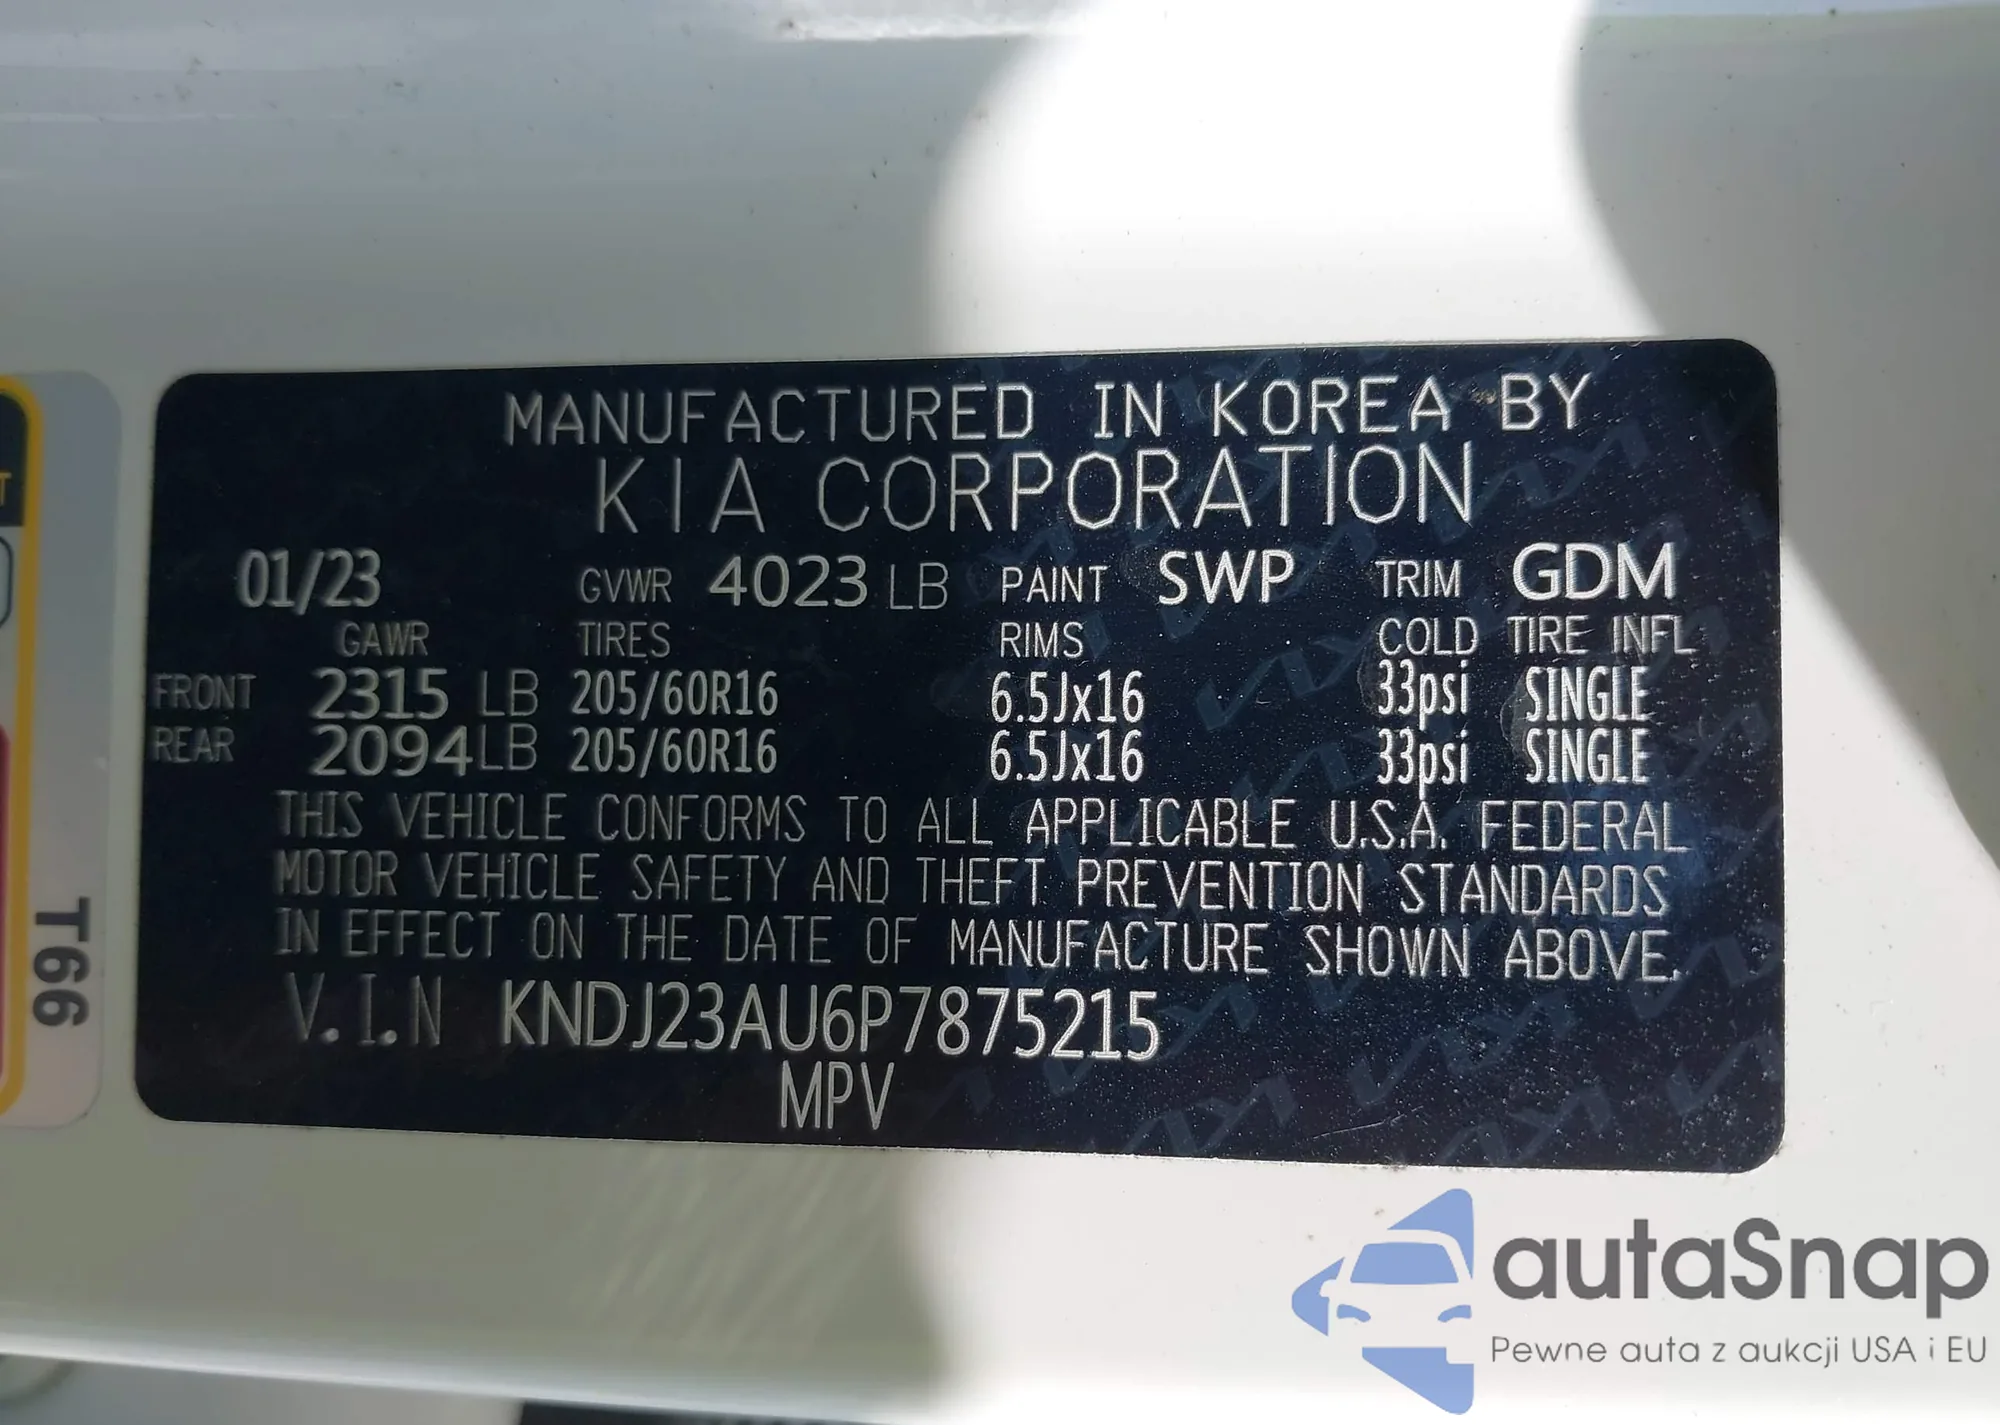 MANUFACTURED IN KOREA BY
KIA CORPORATION
01/23 GVWR 4023 LB PAINT SWP TRIM GDM
GAWR TIRES RIMS COLD TIRE INFL
FRONT 2315 LB 205/60R16 6.5Jx16 33psi SINGLE
REAR 2094 LB 205/60R16 6.5Jx16 33psi SINGLE
THIS VEHICLE CONFORMS TO ALL APPLICABLE U.S.A. FEDERAL
MOTOR VEHICLE SAFETY AND THEFT PREVENTION STANDARDS
IN EFFECT ON THE DATE OF MANUFACTURE SHOWN ABOVE.
V.I.N KNDJ23AU6P7875215
MPV
T66
autaSnap
Pewne auta z aukcji USA i EU